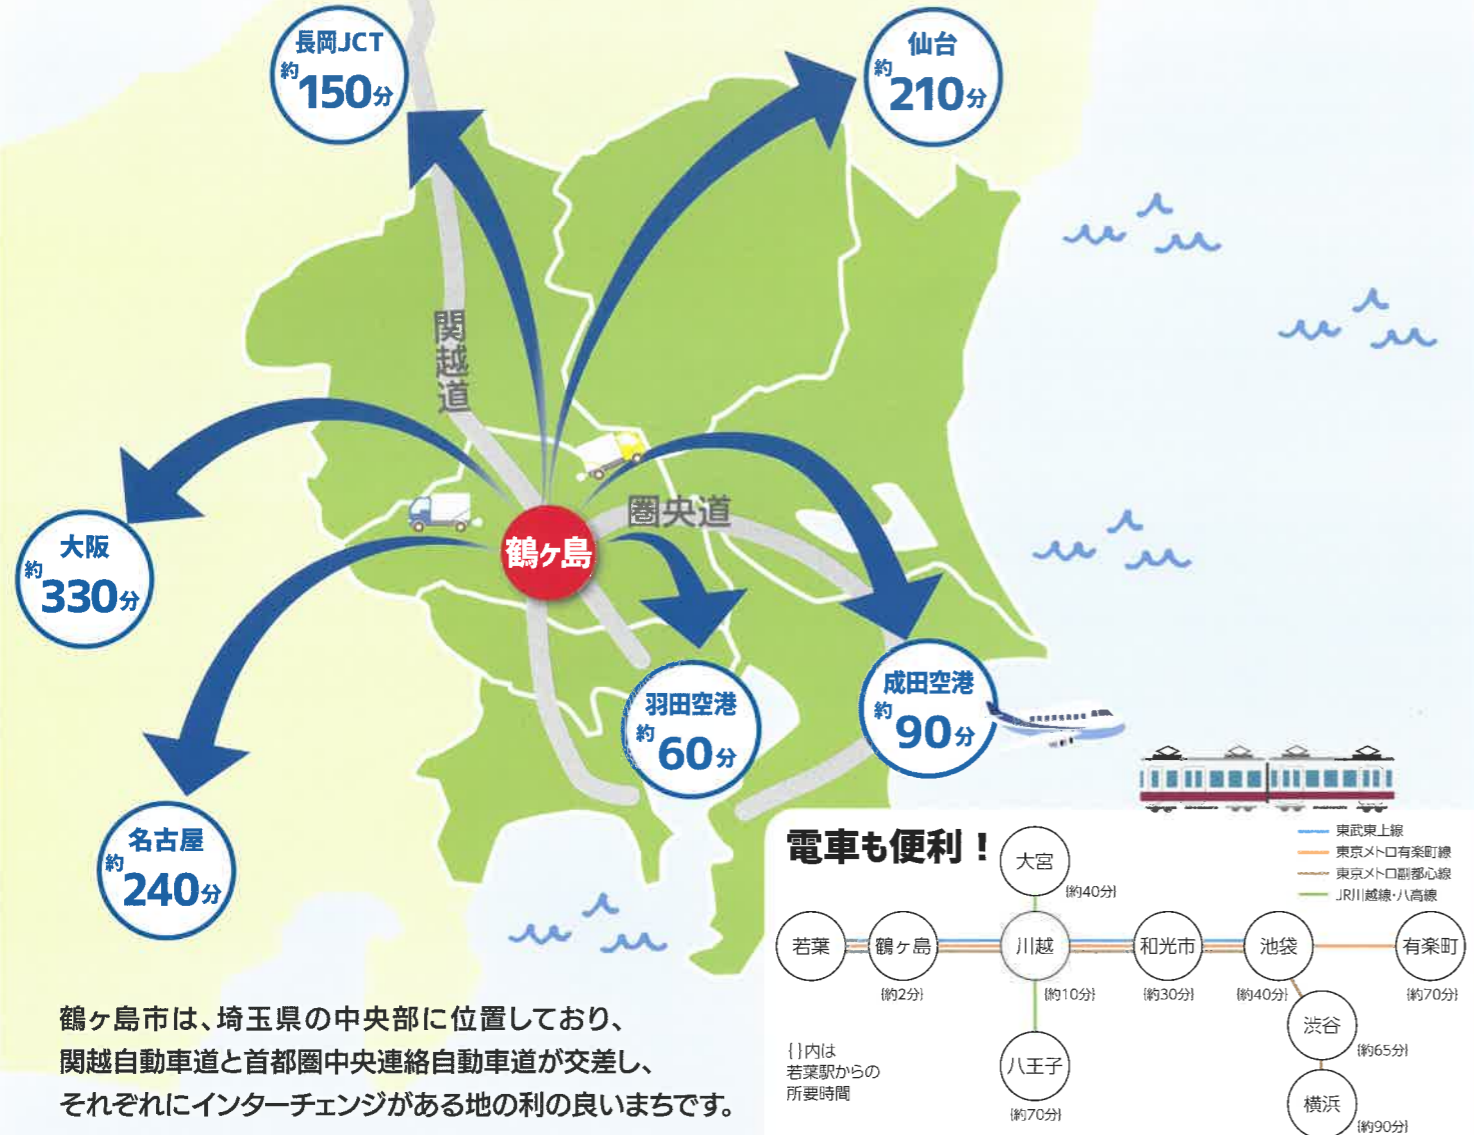 長岡JCT
約150分
仙台
約210分
関越道
大阪
約330分
鶴ヶ島
圏央道
羽田空港
約60分
成田空港
約90分
名古屋
約240分
鶴ヶ島市は、埼玉県の中央部に位置しており、
関越自動車道と首都圏中央連絡自動車道が交差し、
それぞれにインターチェンジがある地の利の良いまちです。
電車も便利！
東武東上線
東京メトロ有楽町線
東京メトロ副都心線
JR川越線・八高線
大宮
{約40分}
若葉
鶴ヶ島
{約2分}
川越
{約10分}
和光市
{約30分}
池袋
{約40分}
有楽町
{約70分}
渋谷
{約65分}
横浜
{約90分}
八王子
{約70分}
{ }内は
若葉駅からの
所要時間